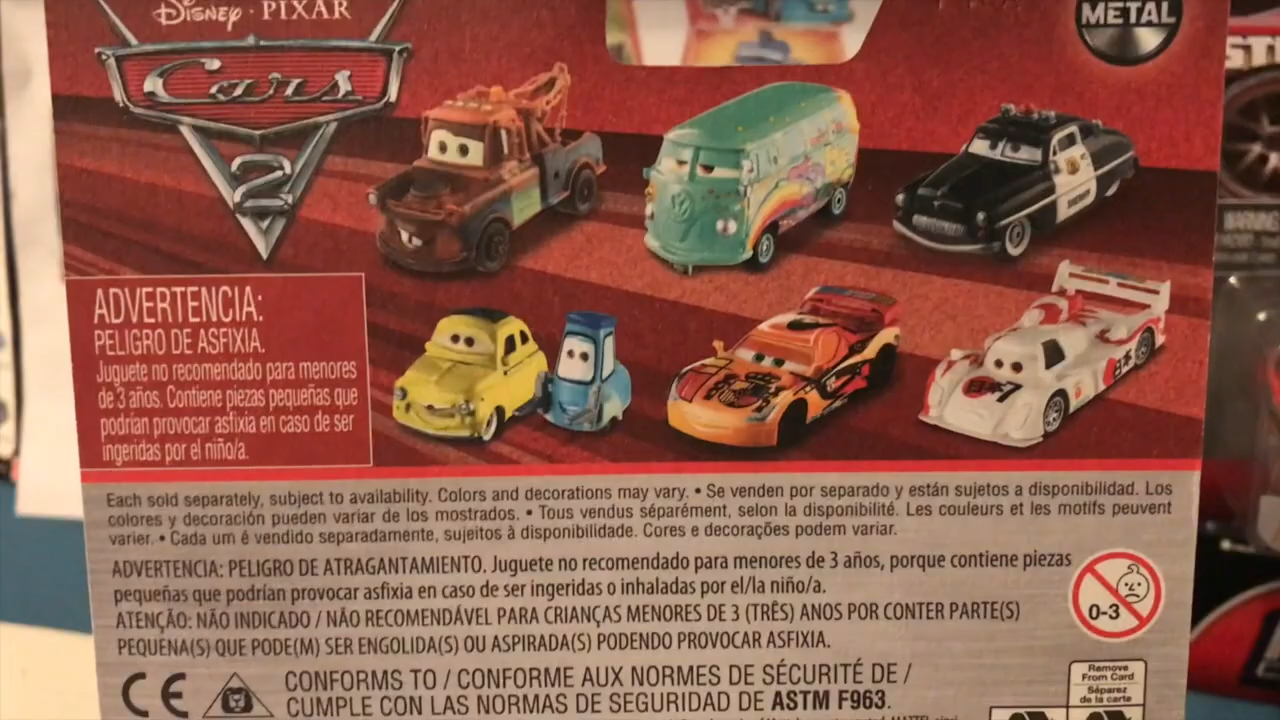 Disney · PIXAR
METAL
Cars
2
ADVERTENCIA:
PELIGRO DE ASFIXIA.
Juguete no recomendado para menores
de 3 años. Contiene piezas pequeñas que
podrían provocar asfixia en caso de ser
ingeridas por el niño/a.
Each sold separately, subject to availability. Colors and decorations may vary. • Se venden por separado y están sujetos a disponibilidad. Los
colores y decoración pueden variar de los mostrados. • Tous vendus séparément, selon la disponibilité. Les couleurs et les motifs peuvent
varier. • Cada um é vendido separadamente, sujeitos à disponibilidade. Cores e decorações podem variar.
ADVERTENCIA: PELIGRO DE ATRAGANTAMIENTO. Juguete no recomendado para menores de 3 años, porque contiene piezas
pequeñas que podrían provocar asfixia en caso de ser ingeridas o inhaladas por el/la niño/a.
ATENÇÃO: NÃO INDICADO / NÃO RECOMENDÁVEL PARA CRIANÇAS MENORES DE 3 (TRÊS) ANOS POR CONTER PARTE(S)
PEQUENA(S) QUE PODE(M) SER ENGOLIDA(S) OU ASPIRADA(S) PODENDO PROVOCAR ASFIXIA.
0-3
CE
CONFORMS TO / CONFORME AUX NORMES DE SÉCURITÉ DE /
CUMPLE CON LAS NORMAS DE SEGURIDAD DE ASTM F963.
Remove
From Card
Séparez
de la carte